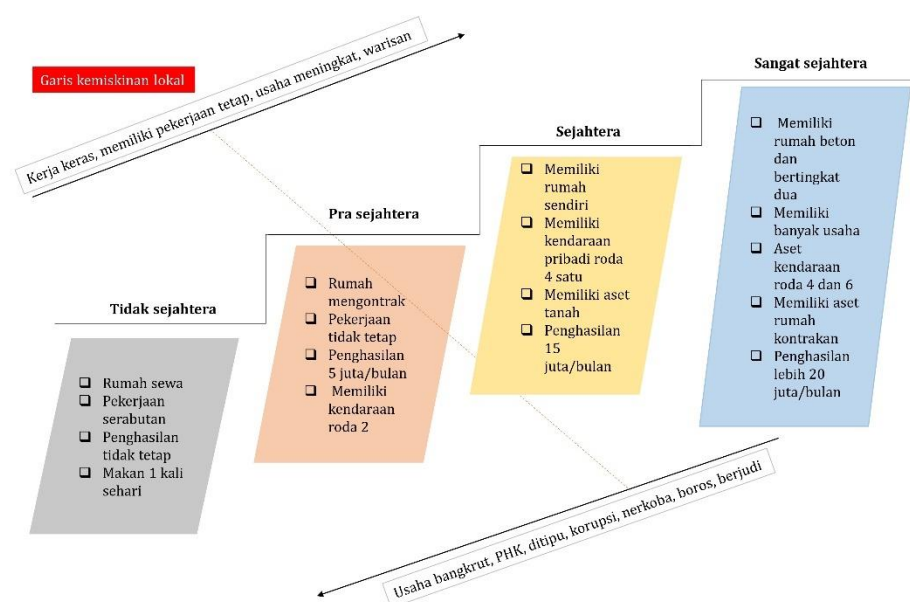 Garis kemiskinan lokal
Kerja keras, memiliki pekerjaan tetap, usaha meningkat, warisan
Tidak sejahtera
❑ Rumah sewa
❑ Pekerjaan
serabutan
❑ Penghasilan
tidak tetap
❑ Makan 1 kali
sehari
Pra sejahtera
❑ Rumah
mengontrak
❑ Pekerjaan
tidak tetap
❑ Penghasilan
5 juta/bulan
❑ Memiliki
kendaraan
roda 2
Sejahtera
❑ Memiliki
rumah
sendiri
❑ Memiliki
kendaraan
pribadi roda
4 satu
❑ Memiliki aset
tanah
❑ Penghasilan
15
juta/bulan
Sangat sejahtera
❑ Memiliki
rumah beton
dan
bertingkat
dua
❑ Memiliki
banyak usaha
❑ Aset
kendaraan
roda 4 dan 6
❑ Memiliki aset
rumah
kontrakan
❑ Penghasilan
lebih 20
juta/bulan
Usaha bangkrut, PHK, ditipu, korupsi, nerkoba, boros, berjudi